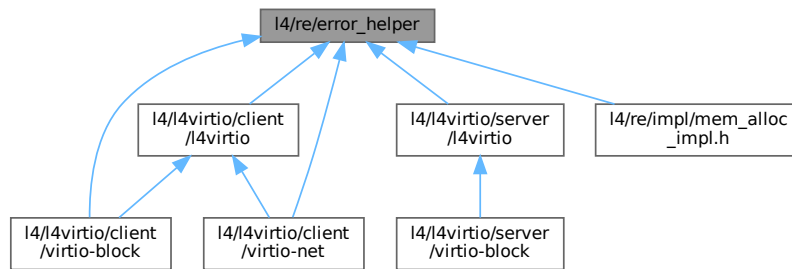 l4/re/error_helper
l4/l4virtio/client
/l4virtio
l4/l4virtio/server
/l4virtio
l4/re/impl/mem_alloc
_impl.h
l4/l4virtio/client
/virtio-block
l4/l4virtio/client
/virtio-net
l4/l4virtio/server
/virtio-block